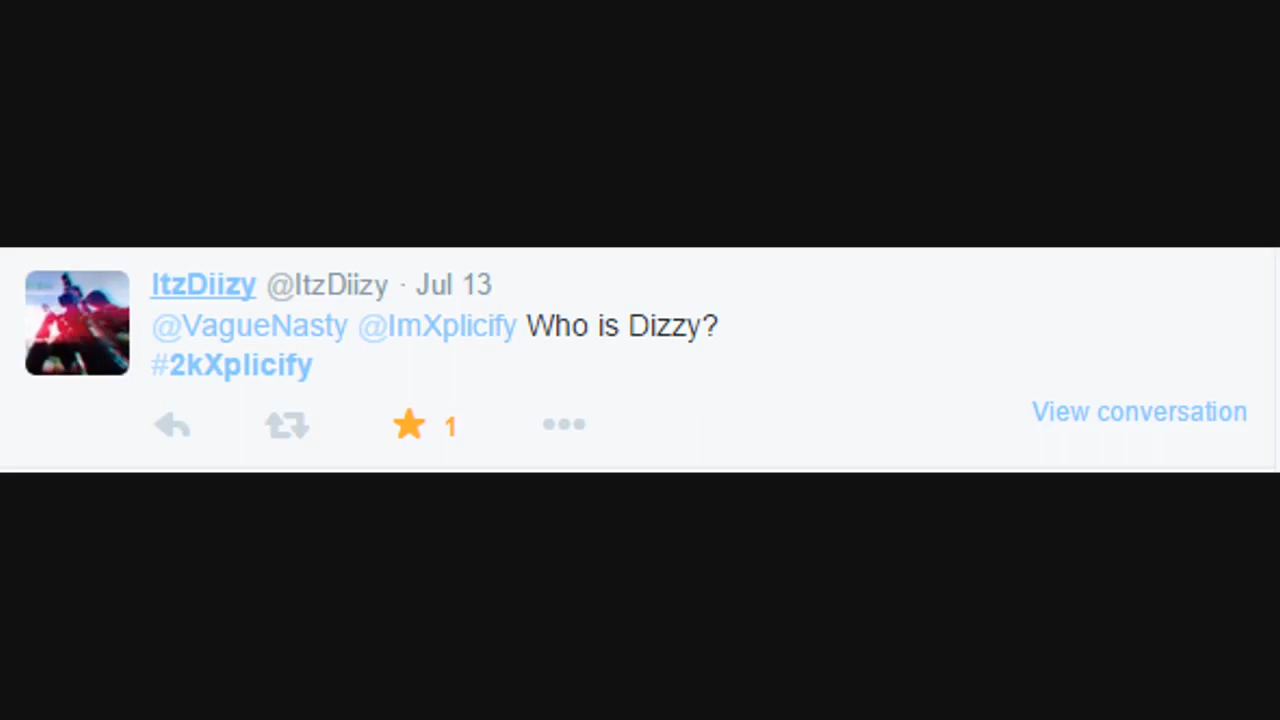 ItzDiizy @ItzDiizy · Jul 13
@VagueNasty @ImXplicify Who is Dizzy?
#2kXplicify
1
View conversation